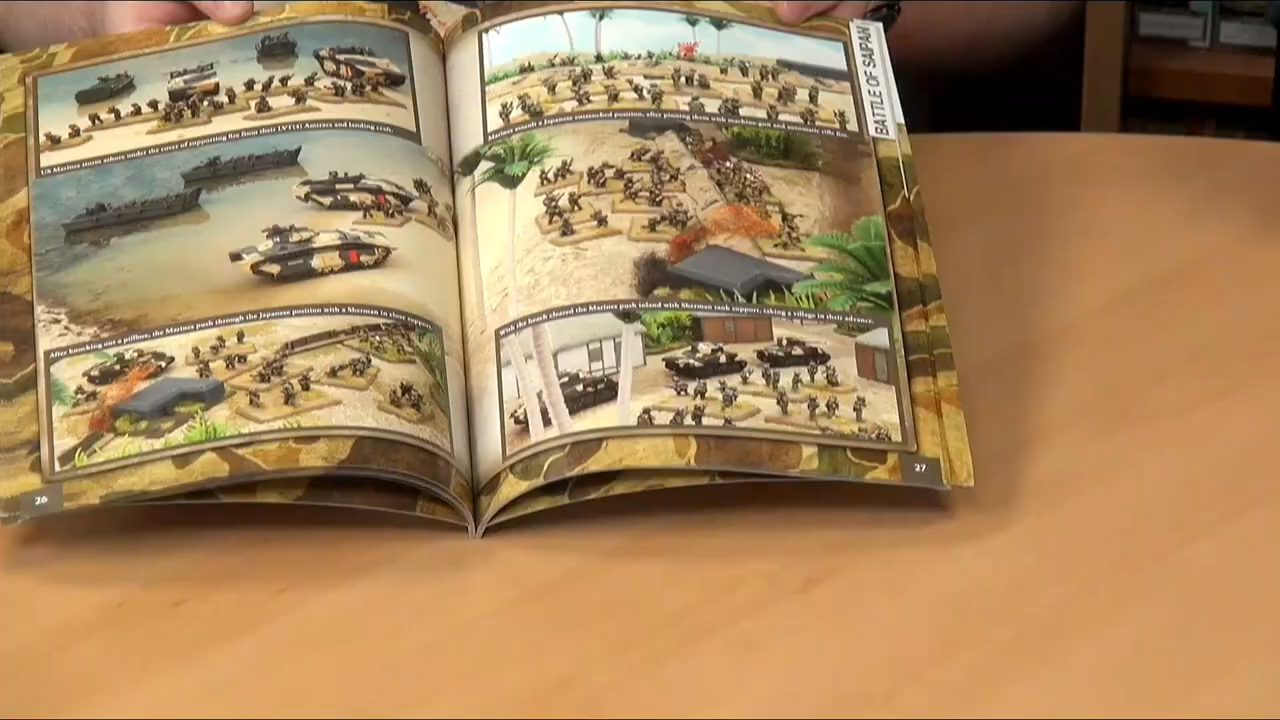 US Marines storm ashore under the cover of supporting fire from their LVT(4) Amtracs and landing craft.
After knocking out a pillbox, the Marines push through the Japanese position with a Sherman in close support.
26
Marines assault a Japanese entrenched position, after pinning them with machine-gun and automatic rifle fire.
With the beach cleared the Marines push inland with Sherman tank support, taking a village in their advance.
27
BATTLE OF SAIPAN